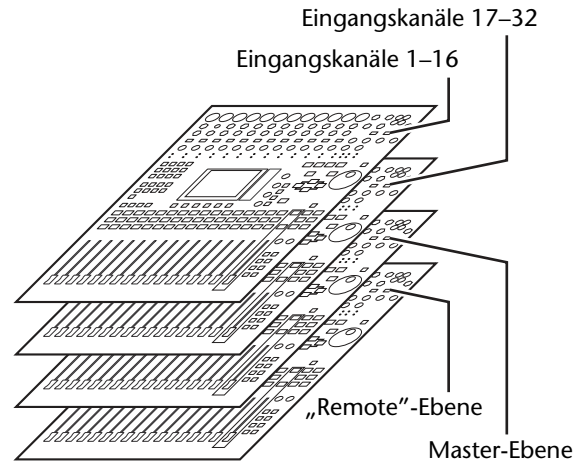 Eingangskanäle 17–32
Eingangskanäle 1–16
„Remote”-Ebene
Master-Ebene